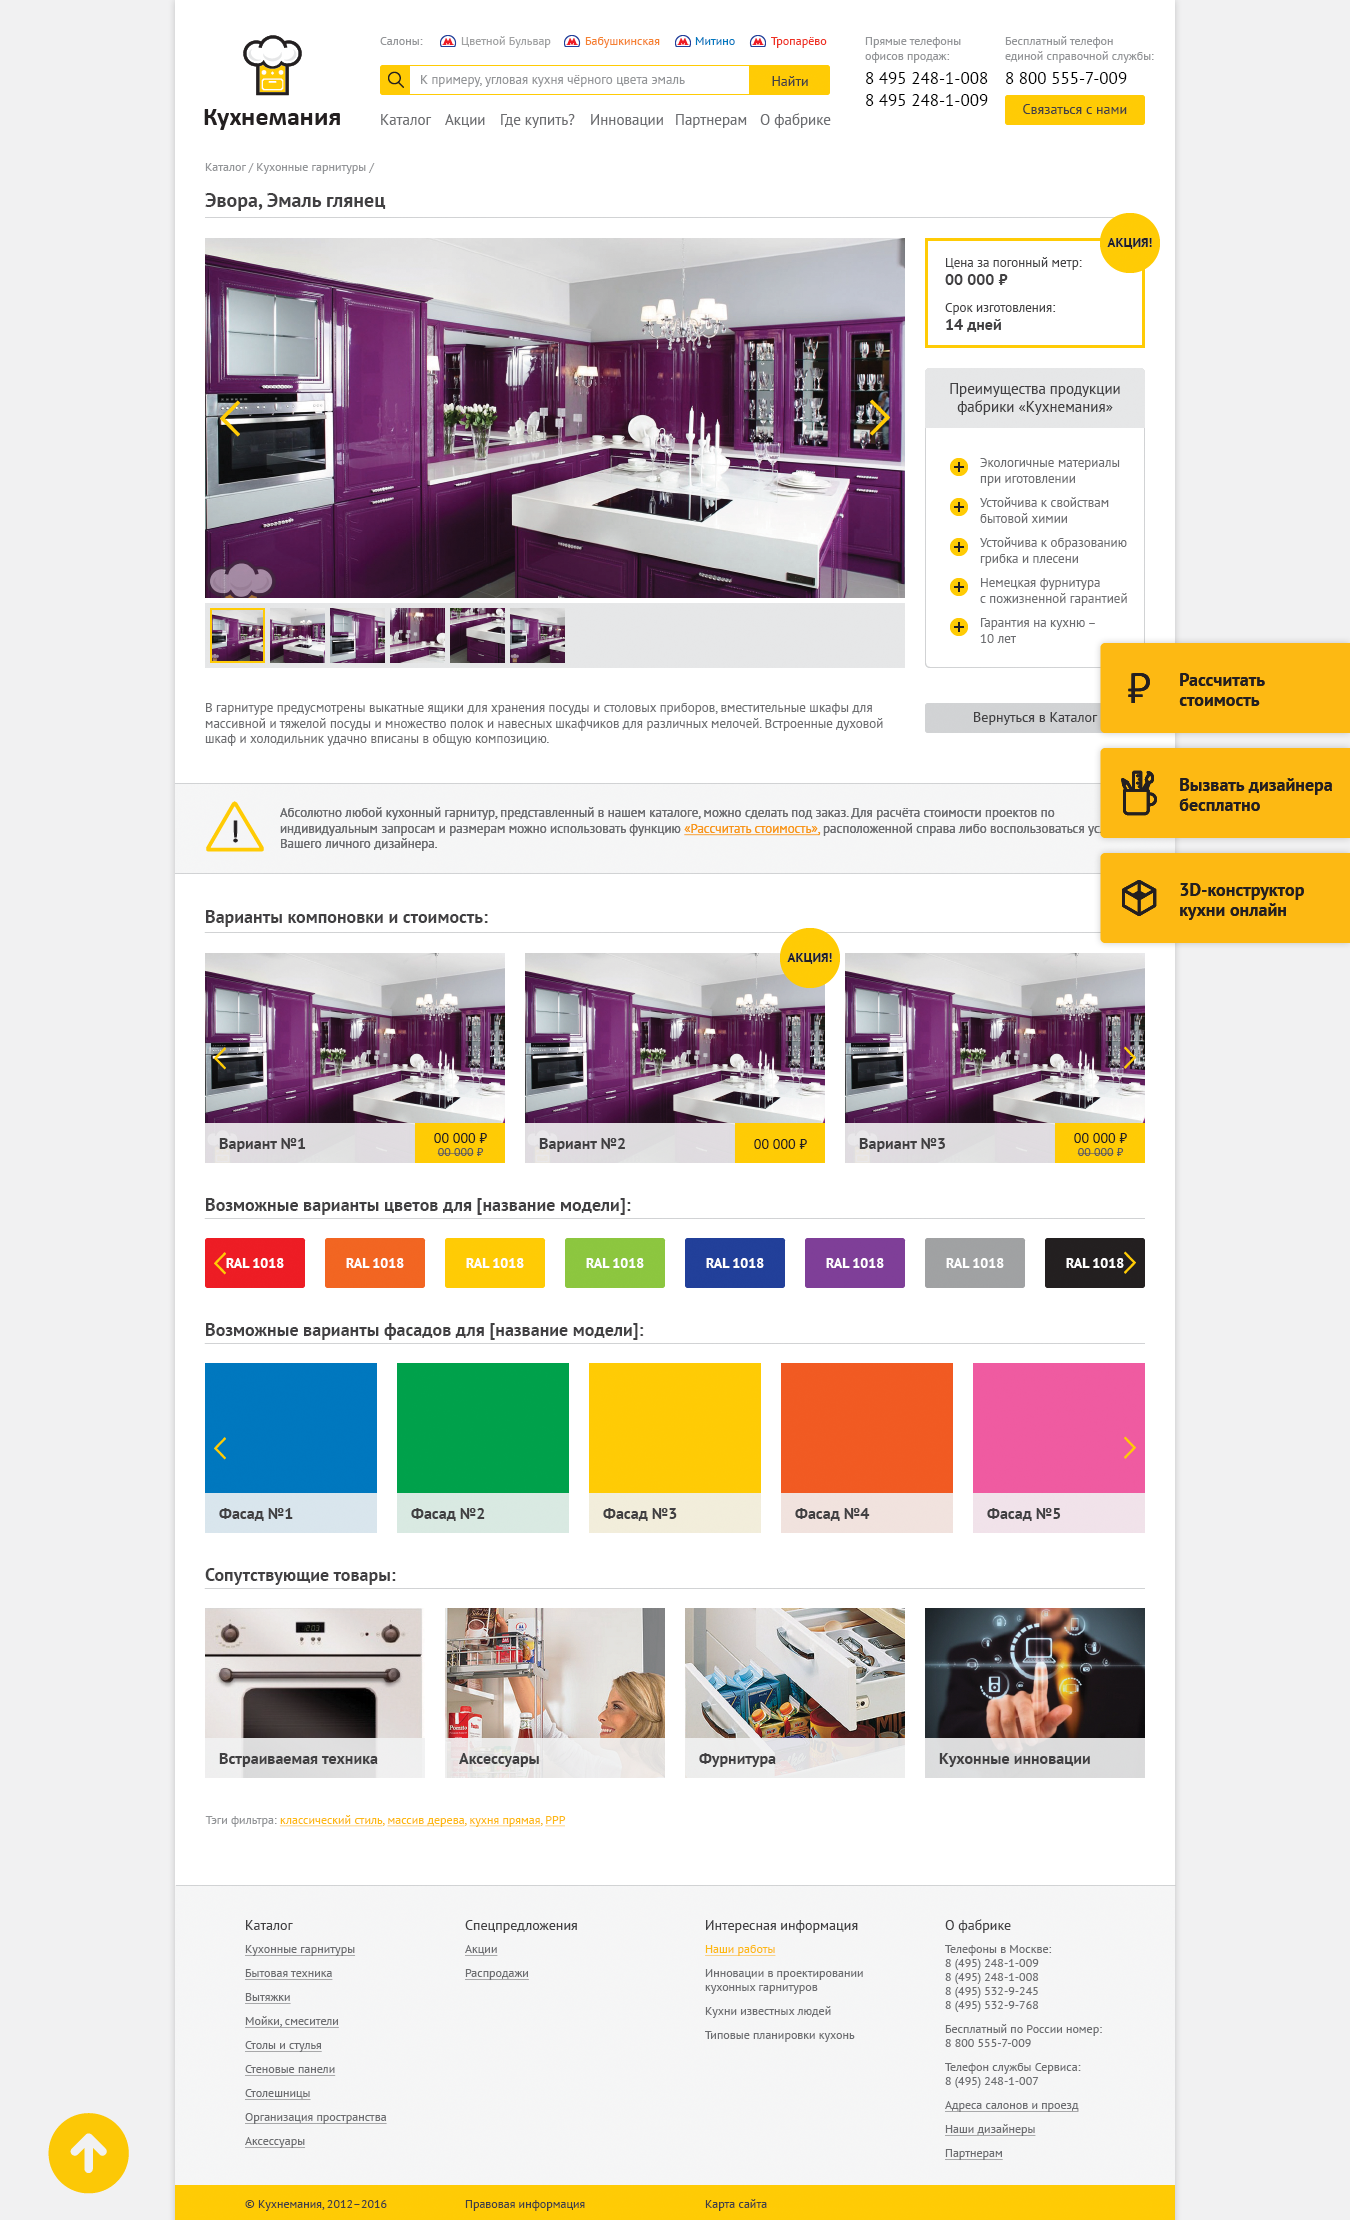 Салоны: Цветной Бульвар Бабушкинская Митино Тропарёво
Кухнемания
К примеру, угловая кухня чёрного цвета эмаль
Найти
Каталог Акции Где купить? Инновации Партнерам О фабрике
Прямые телефоны
офисов продаж:
8 495 248-1-008
8 495 248-1-009
Бесплатный телефон
единой справочной службы:
8 800 555-7-009
Связаться с нами
Каталог / Кухонные гарнитуры /
Эвора, Эмаль глянец
АКЦИЯ!
Цена за погонный метр:
00 000 ₽
Срок изготовления:
14 дней
Преимущества продукции
фабрики «Кухнемания»
Экологичные материалы
при иготовлении
Устойчива к свойствам
бытовой химии
Устойчива к образованию
грибка и плесени
Немецкая фурнитура
с пожизненной гарантией
Гарантия на кухню –
10 лет
Вернуться в Каталог
Рассчитать
стоимость
Вызвать дизайнера
бесплатно
3D-конструктор
кухни онлайн
В гарнитуре предусмотрены выкатные ящики для хранения посуды и столовых приборов, вместительные шкафы для
массивной и тяжелой посуды и множество полок и навесных шкафчиков для различных мелочей. Встроенные духовой
шкаф и холодильник удачно вписаны в общую композицию.
Абсолютно любой кухонный гарнитур, представленный в нашем каталоге, можно сделать под заказ. Для расчёта стоимости проектов по
индивидуальным запросам и размерам можно использовать функцию «Рассчитать стоимость», расположенной справа либо воспользоваться
Вашего личного дизайнера.
Варианты компоновки и стоимость:
АКЦИЯ!
Вариант №1
00 000 ₽
00 000 ₽
Вариант №2
00 000 ₽
Вариант №3
00 000 ₽
00 000 ₽
Возможные варианты цветов для [название модели]:
RAL 1018 RAL 1018 RAL 1018 RAL 1018 RAL 1018 RAL 1018 RAL 1018 RAL 1018
Возможные варианты фасадов для [название модели]:
Фасад №1 Фасад №2 Фасад №3 Фасад №4 Фасад №5
Сопутствующие товары:
Встраиваемая техника Аксессуары Фурнитура Кухонные инновации
Тэги фильтра: классический стиль, массив дерева, кухня прямая, РРР
Каталог
Кухонные гарнитуры
Бытовая техника
Вытяжки
Мойки, смесители
Столы и стулья
Стеновые панели
Столешницы
Организация пространства
Аксессуары
Спецпредложения
Акции
Распродажи
Интересная информация
Наши работы
Инновации в проектировании
кухонных гарнитуров
Кухни известных людей
Типовые планировки кухонь
О фабрике
Телефоны в Москве:
8 (495) 248-1-009
8 (495) 248-1-008
8 (495) 532-9-245
8 (495) 532-9-768
Бесплатный по России номер:
8 800 555-7-009
Телефон службы Сервиса:
8 (495) 248-1-007
Адреса салонов и проезд
Наши дизайнеры
Партнерам
© Кухнемания, 2012–2016
Правовая информация
Карта сайта